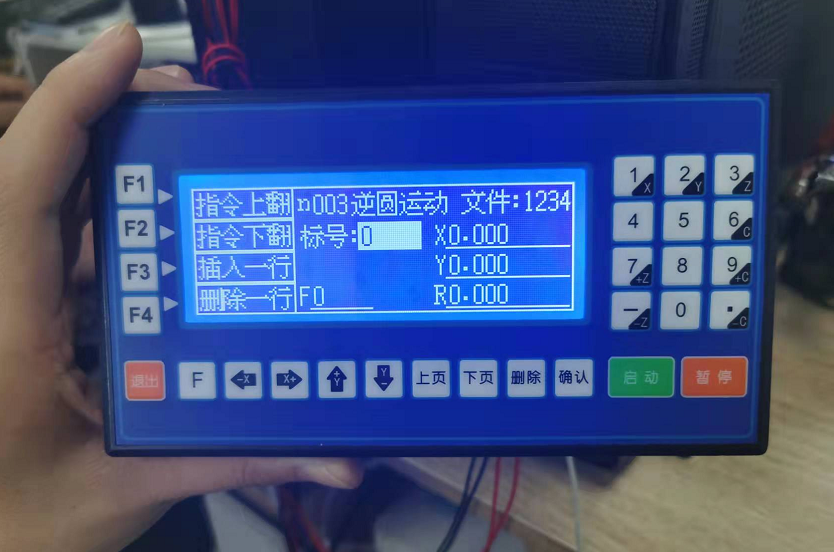 F1
F2
F3
F4
指令上翻 n003逆圆运动 文件:1234
指令下翻 标号:0 X0.000
插入一行 Y0.000
删除一行 F0 R0.000
1 X 2 Y 3 Z
4 5 6 C
7 +Z 8 9 +C
— -Z 0 . -C
退出 F -X X+ +Y Y- 上页 下页 删除 确认 启动 暂停